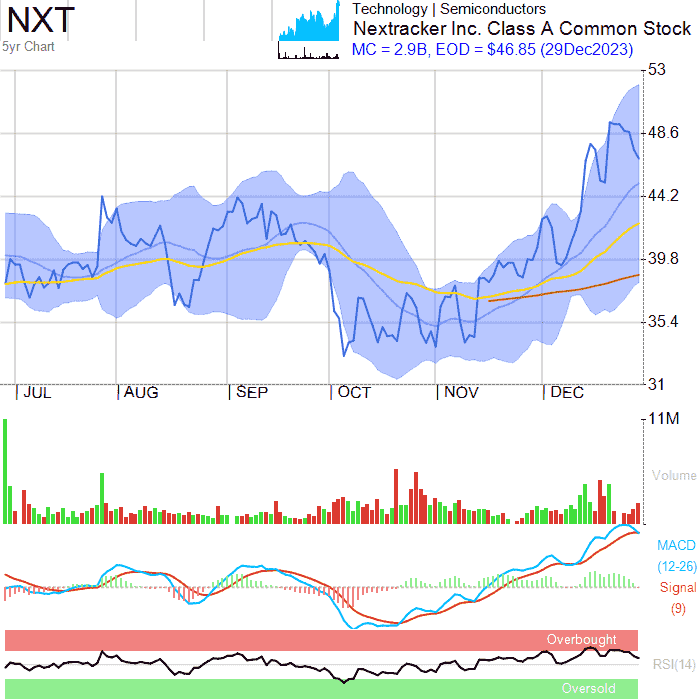 NXT
5yr Chart
Technology | Semiconductors
Nextracker Inc. Class A Common Stock
MC = 2.9B, EOD = $46.85 (29Dec2023)
53
48.6
44.2
39.8
35.4
31
JUL AUG SEP OCT NOV DEC
11M
Volume
MACD
(12-26)
Signal
(9)
Overbought
RSI(14)
Oversold